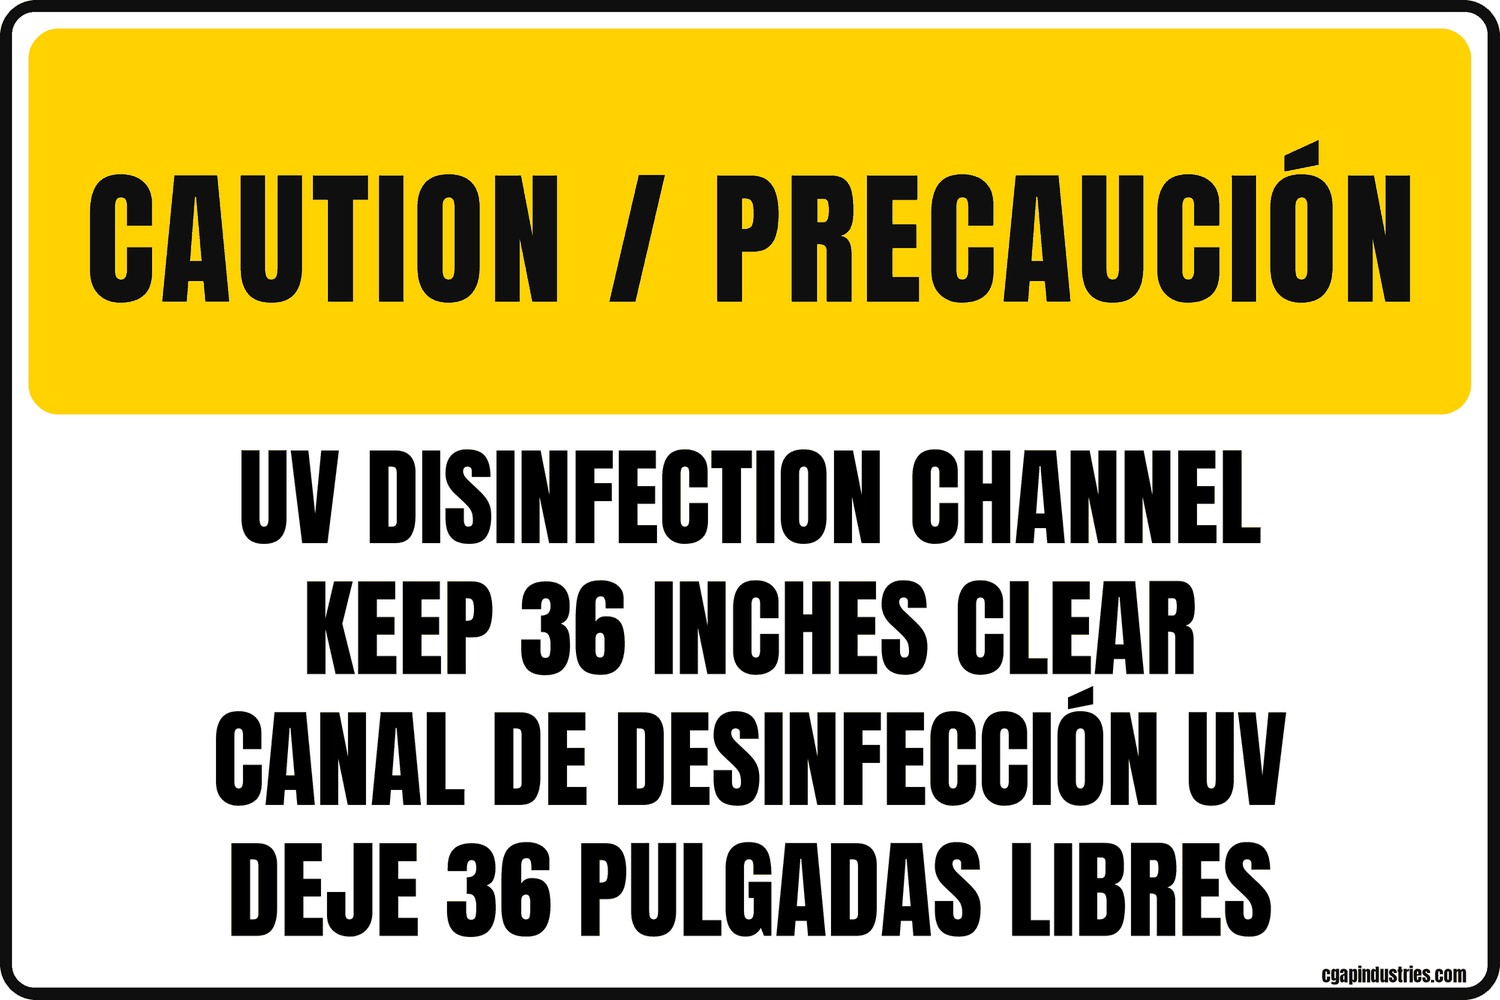 CAUTION / PRECAUCIÓN
UV DISINFECTION CHANNEL
KEEP 36 INCHES CLEAR
CANAL DE DESINFECCIÓN UV
DEJE 36 PULGADAS LIBRES
cgapindustries.com